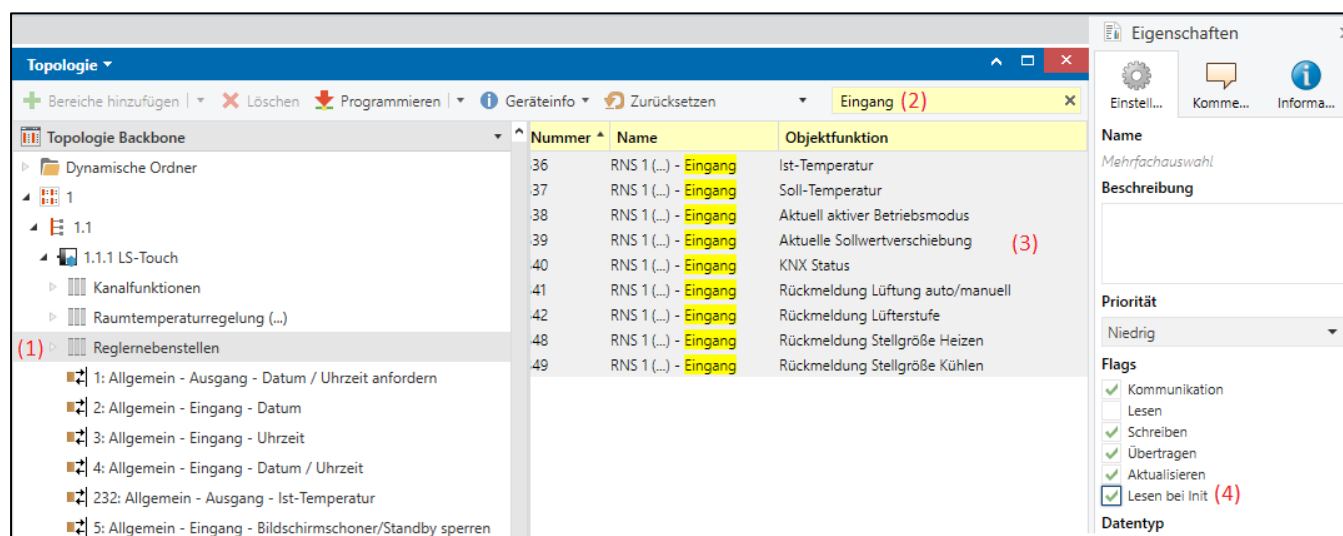 Topologie
Bereiche hinzufügen Löschen Programmieren Geräteinfo Zurücksetzen Eingang (2)
Topologie Backbone
Dynamische Ordner
1
1.1
1.1.1 LS-Touch
Kanalfunktionen
Raumtemperaturregelung (...)
(1) Reglernebenstellen
1: Allgemein - Ausgang - Datum / Uhrzeit anfordern
2: Allgemein - Eingang - Datum
3: Allgemein - Eingang - Uhrzeit
4: Allgemein - Eingang - Datum / Uhrzeit
232: Allgemein - Ausgang - Ist-Temperatur
5: Allgemein - Eingang - Bildschirmschoner/Standby sperren
Nummer Name Objektfunktion
36 RNS 1 (...) - Eingang Ist-Temperatur
37 RNS 1 (...) - Eingang Soll-Temperatur
38 RNS 1 (...) - Eingang Aktuell aktiver Betriebsmodus
39 RNS 1 (...) - Eingang Aktuelle Sollwertverschiebung (3)
40 RNS 1 (...) - Eingang KNX Status
41 RNS 1 (...) - Eingang Rückmeldung Lüftung auto/manuell
42 RNS 1 (...) - Eingang Rückmeldung Lüfterstufe
48 RNS 1 (...) - Eingang Rückmeldung Stellgröße Heizen
49 RNS 1 (...) - Eingang Rückmeldung Stellgröße Kühlen
Eigenschaften
Einstell... Komme... Informa...
Name
Mehrfachauswahl
Beschreibung
Priorität
Niedrig
Flags
Kommunikation
Lesen
Schreiben
Übertragen
Aktualisieren
Lesen bei Init (4)
Datentyp